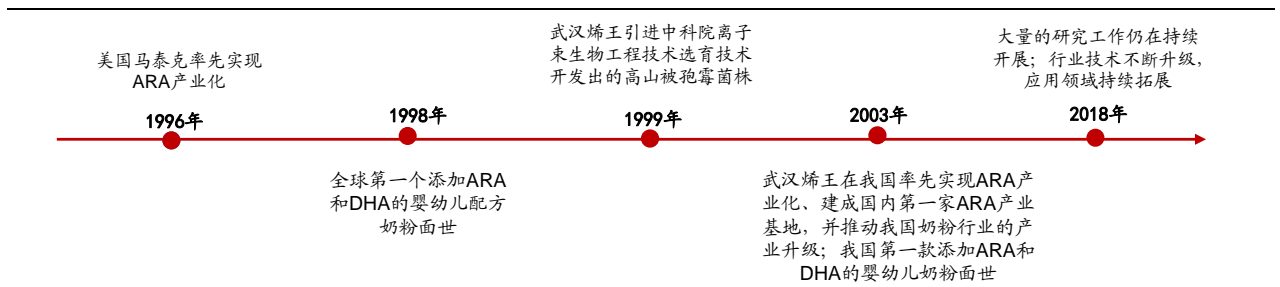 美国马泰克率先实现
ARA产业化
1996年
1998年
全球第一个添加ARA
和DHA的婴幼儿配方
奶粉面世
武汉烯王引进中科院离子
束生物工程技术选育技术
开发出的高山被孢霉菌株
1999年
2003年
武汉烯王在我国率先实现ARA产
业化、建成国内第一家ARA产业
基地，并推动我国奶粉行业的产
业升级；我国第一款添加ARA和
DHA的婴幼儿奶粉面世
大量的研究工作仍在持续
开展；行业技术不断升级，
应用领域持续拓展
2018年